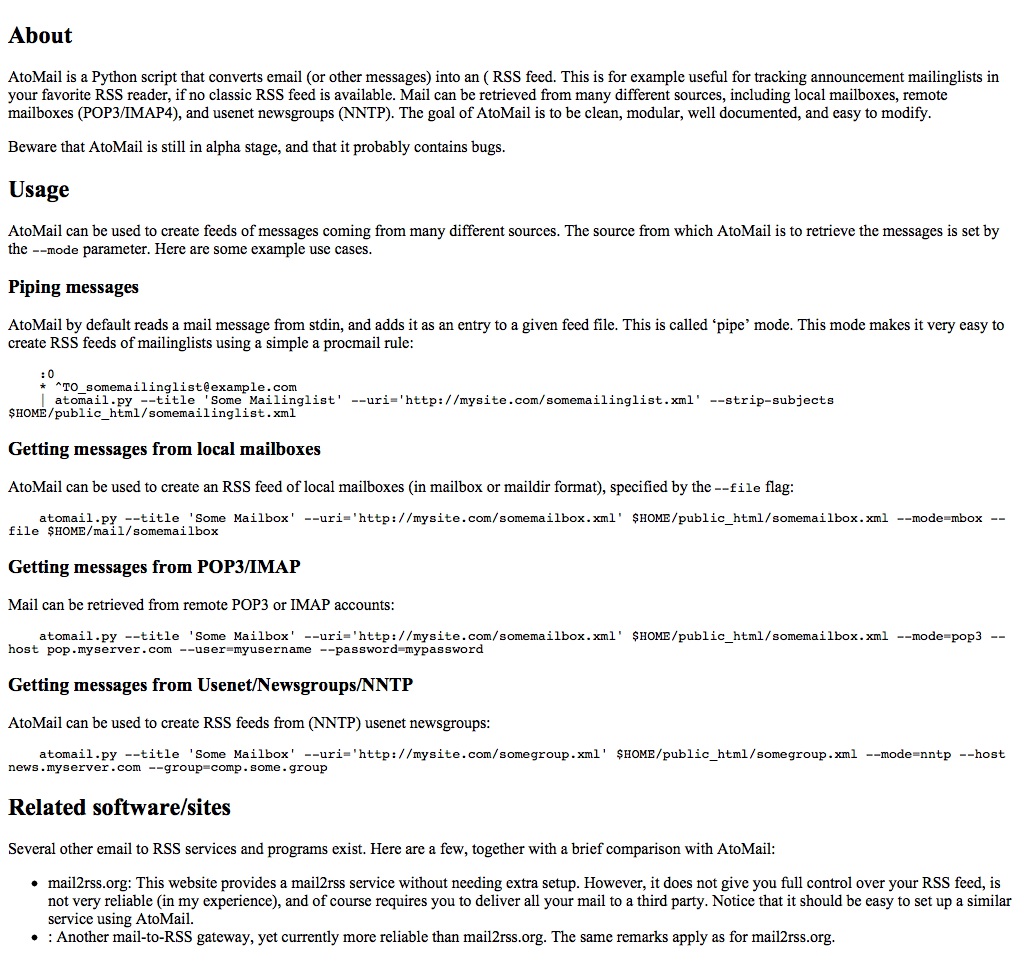 About
AtoMail is a Python script that converts email (or other messages) into an ( RSS feed. This is for example useful for tracking announcement mailinglists in
your favorite RSS reader, if no classic RSS feed is available. Mail can be retrieved from many different sources, including local mailboxes, remote
mailboxes (POP3/IMAP4), and usenet newsgroups (NNTP). The goal of AtoMail is to be clean, modular, well documented, and easy to modify.
Beware that AtoMail is still in alpha stage, and that it probably contains bugs.
Usage
AtoMail can be used to create feeds of messages coming from many different sources. The source from which AtoMail is to retrieve the messages is set by
the --mode parameter. Here are some example use cases.
Piping messages
AtoMail by default reads a mail message from stdin, and adds it as an entry to a given feed file. This is called ‘pipe’ mode. This mode makes it very easy to
create RSS feeds of mailinglists using a simple a procmail rule:
:0
* ^TO_somemailinglist@example.com
| atomail.py --title 'Some Mailinglist' --uri='http://mysite.com/somemailinglist.xml' --strip-subjects
$HOME/public_html/somemailinglist.xml
Getting messages from local mailboxes
AtoMail can be used to create an RSS feed of local mailboxes (in mailbox or maildir format), specified by the --file flag:
atomail.py --title 'Some Mailbox' --uri='http://mysite.com/somemailbox.xml' $HOME/public_html/somemailbox.xml --mode=mbox --
file $HOME/mail/somemailbox
Getting messages from POP3/IMAP
Mail can be retrieved from remote POP3 or IMAP accounts:
atomail.py --title 'Some Mailbox' --uri='http://mysite.com/somemailbox.xml' $HOME/public_html/somemailbox.xml --mode=pop3 --
host pop.myserver.com --user=myusername --password=mypassword
Getting messages from Usenet/Newsgroups/NNTP
AtoMail can be used to create RSS feeds from (NNTP) usenet newsgroups:
atomail.py --title 'Some Mailbox' --uri='http://mysite.com/somegroup.xml' $HOME/public_html/somegroup.xml --mode=nntp --host
news.myserver.com --group=comp.some.group
Related software/sites
Several other email to RSS services and programs exist. Here are a few, together with a brief comparison with AtoMail:
• mail2rss.org: This website provides a mail2rss service without needing extra setup. However, it does not give you full control over your RSS feed, is
not very reliable (in my experience), and of course requires you to deliver all your mail to a third party. Notice that it should be easy to set up a similar
service using AtoMail.
• : Another mail-to-RSS gateway, yet currently more reliable than mail2rss.org. The same remarks apply as for mail2rss.org.